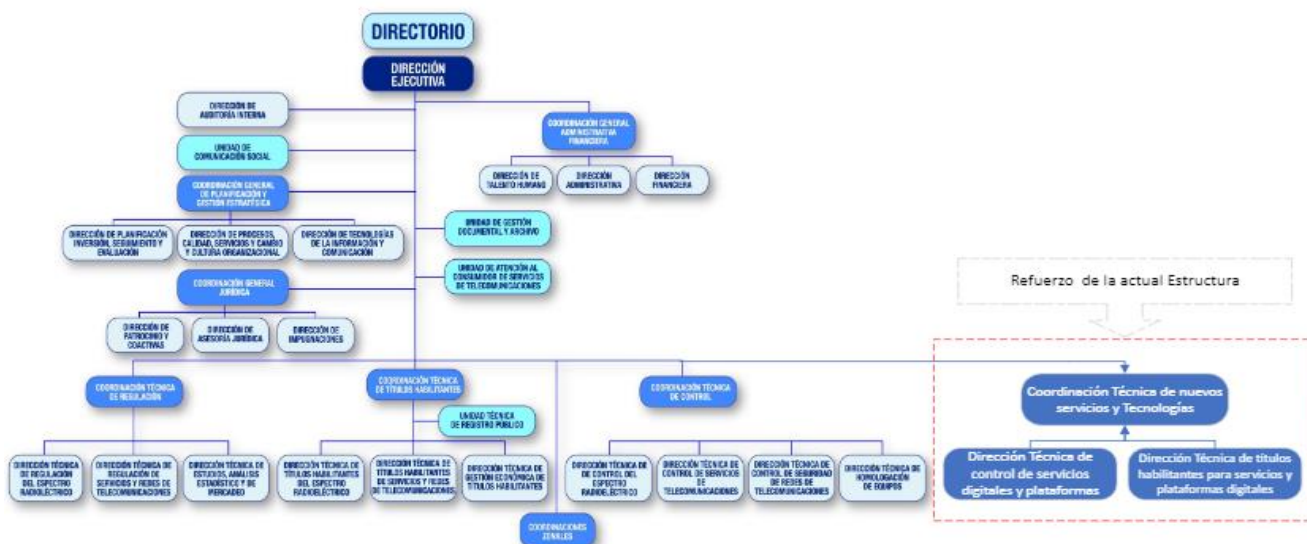 DIRECTORIO
DIRECCIÓN
EJECUTIVA
DIRECCIÓN DE
AUDITORÍA INTERNA
COORDINACIÓN GENERAL
ADMINISTRATIVA
FINANCIERA
UNIDAD DE
COMUNICACIÓN SOCIAL
DIRECCIÓN DE
TALENTO HUMANO
DIRECCIÓN
ADMINISTRATIVA
DIRECCIÓN
FINANCIERA
COORDINACIÓN GENERAL
DE PLANIFICACIÓN Y
GESTIÓN ESTRATÉGICA
DIRECCIÓN DE PLANIFICACIÓN
INVERSIÓN, SEGUIMIENTO Y
EVALUACIÓN
DIRECCIÓN DE PROCESOS,
CALIDAD, SERVICIOS Y CAMBIO
Y CULTURA ORGANIZACIONAL
DIRECCIÓN DE TECNOLOGÍAS
DE LA INFORMACIÓN Y
COMUNICACIÓN
UNIDAD DE GESTIÓN
DOCUMENTAL Y ARCHIVO
UNIDAD DE ATENCIÓN AL
CONSUMIDOR DE SERVICIOS
DE TELECOMUNICACIONES
COORDINACIÓN GENERAL
JURÍDICA
DIRECCIÓN DE
PATROCINIO Y
COACTIVAS
DIRECCIÓN DE
ASESORÍA JURÍDICA
DIRECCIÓN DE
IMPUGNACIONES
Refuerzo de la actual Estructura
COORDINACIÓN TÉCNICA
DE REGULACIÓN
COORDINACIÓN TÉCNICA
DE TÍTULOS HABILITANTES
COORDINACIÓN TÉCNICA
DE CONTROL
Coordinación Técnica de nuevos
servicios y Tecnologías
UNIDAD TÉCNICA
DE REGISTRO PÚBLICO
DIRECCIÓN TÉCNICA
DE REGULACIÓN
DEL ESPECTRO
RADIOELÉCTRICO
DIRECCIÓN TÉCNICA DE
REGULACIÓN DE
SERVICIOS Y REDES DE
TELECOMUNICACIONES
DIRECCIÓN TÉCNICA DE
ESTUDIOS, ANÁLISIS
ESTADÍSTICO Y DE
MERCADEO
DIRECCIÓN TÉCNICA DE
TÍTULOS HABILITANTES
DEL ESPECTRO
RADIOELÉCTRICO
DIRECCIÓN TÉCNICA DE
TÍTULOS HABILITANTES
DE SERVICIOS Y REDES
DE TELECOMUNICACIONES
DIRECCIÓN TÉCNICA DE
GESTIÓN ECONÓMICA DE
TÍTULOS HABILITANTES
DIRECCIÓN TÉCNICA DE
DE CONTROL DEL
ESPECTRO
RADIOELÉCTRICO
DIRECCIÓN TÉCNICA DE
CONTROL DE SERVICIOS
DE
TELECOMUNICACIONES
DIRECCIÓN TÉCNICA DE
CONTROL DE SEGURIDAD
DE REDES DE
TELECOMUNICACIONES
DIRECCIÓN TÉCNICA DE
HOMOLOGACIÓN
DE EQUIPOS
Dirección Técnica de
control de servicios
digitales y plataformas
Dirección Técnica de títulos
habilitantes para servicios y
plataformas digitales
COORDINACIONES
ZONALES